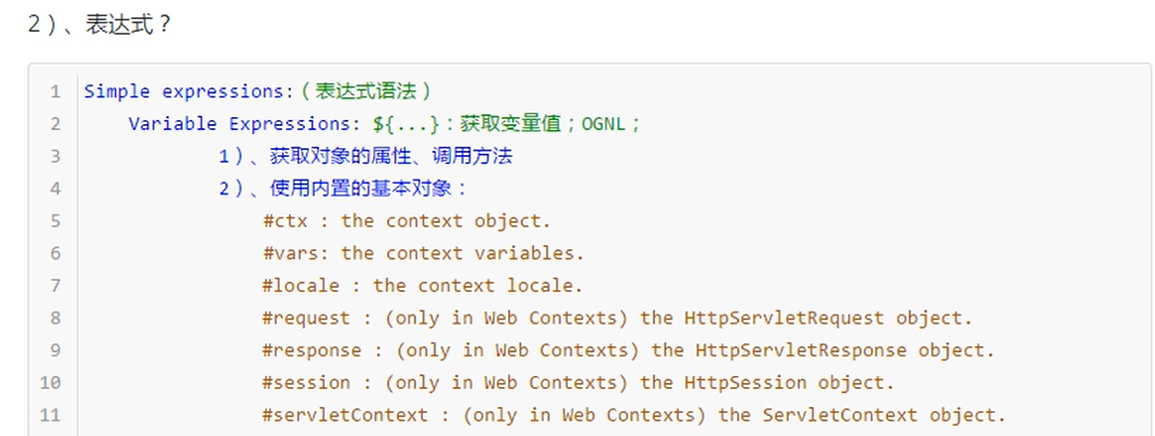 2）、表达式？
1 Simple expressions:（表达式语法）
2 Variable Expressions: ${...}：获取变量值；OGNL；
3 1）、获取对象的属性、调用方法
4 2）、使用内置的基本对象：
5 #ctx : the context object.
6 #vars: the context variables.
7 #locale : the context locale.
8 #request : (only in Web Contexts) the HttpServletRequest object.
9 #response : (only in Web Contexts) the HttpServletResponse object.
10 #session : (only in Web Contexts) the HttpSession object.
11 #servletContext : (only in Web Contexts) the ServletContext object.